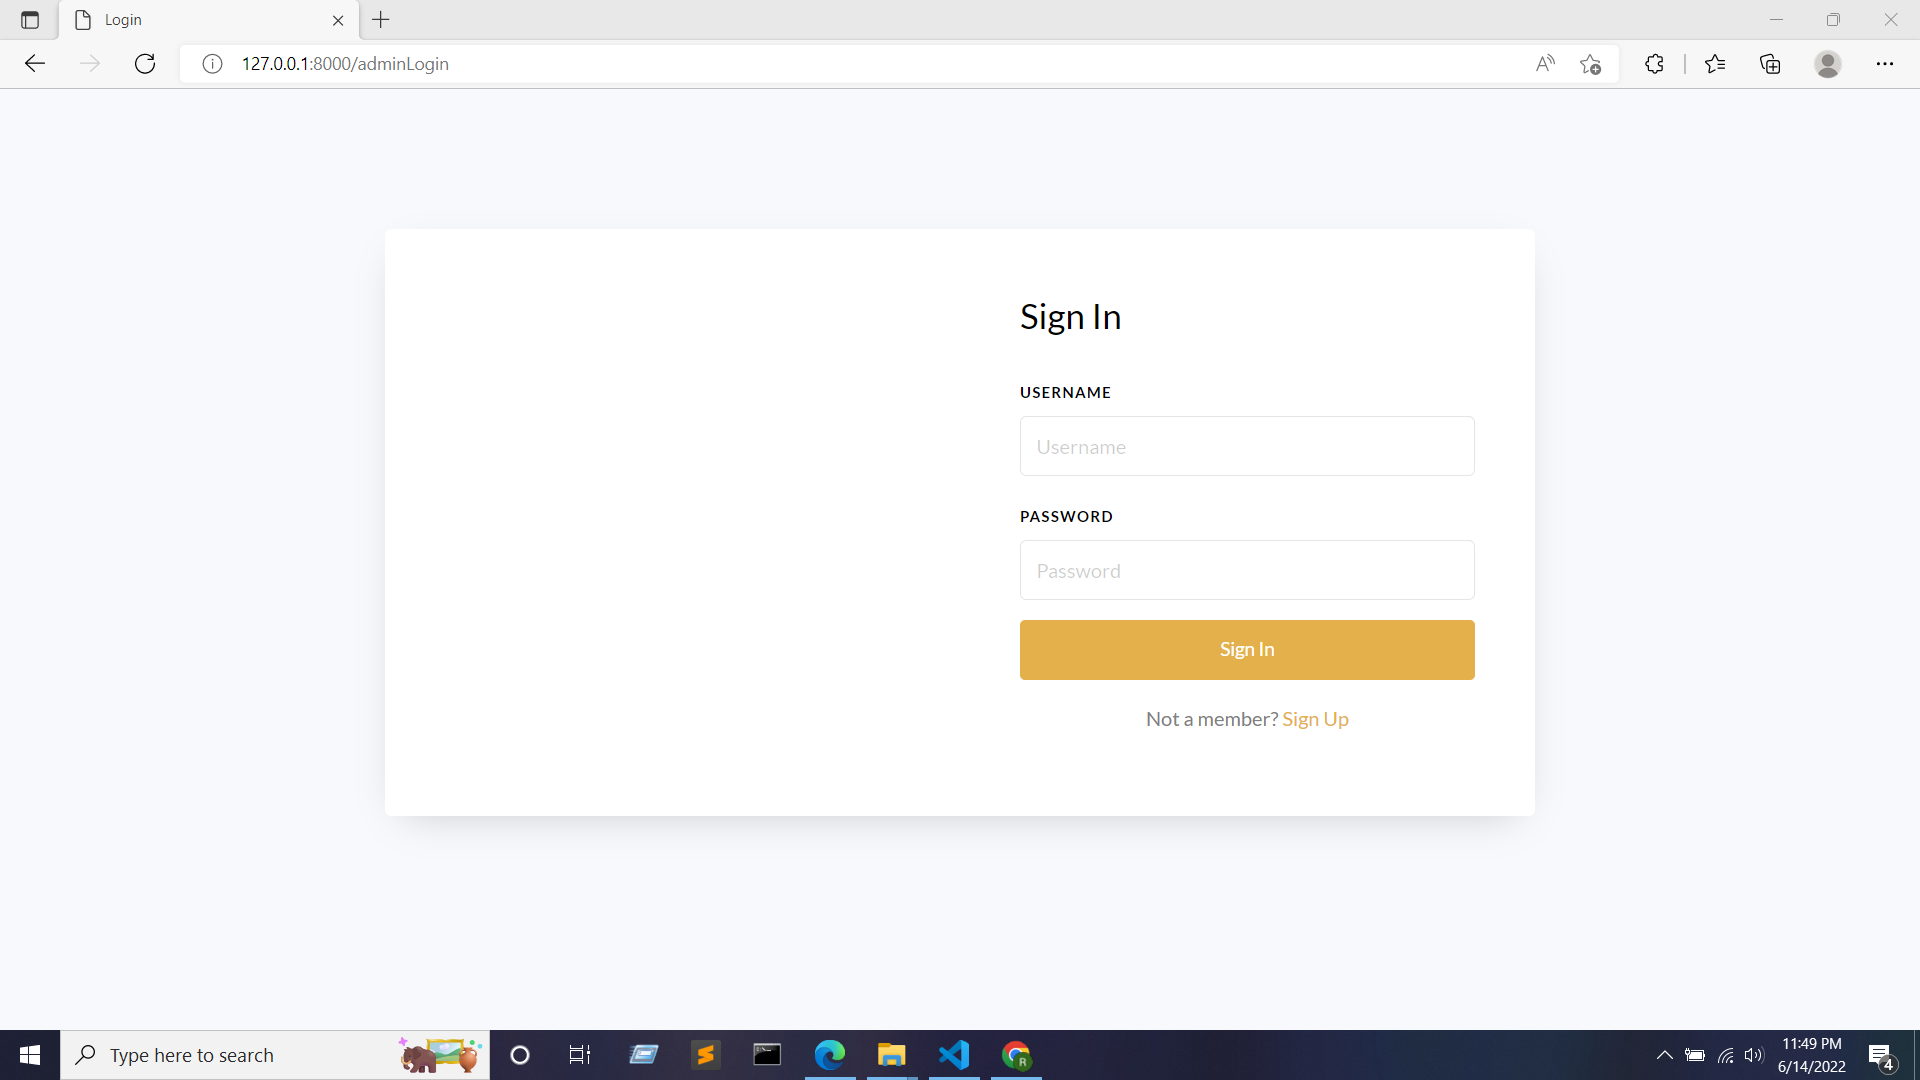 Login
127.0.0.1:8000/adminLogin
Sign In
USERNAME
Username
PASSWORD
Password
Sign In
Not a member? Sign Up
Type here to search
R
11:49 PM
6/14/2022
4